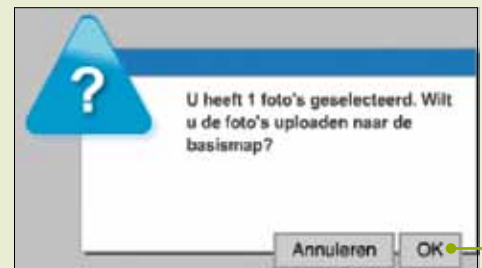 ?
U heeft 1 foto's geselecteerd. Wilt
u de foto's uploaden naar de
basismap?
Annuleren OK